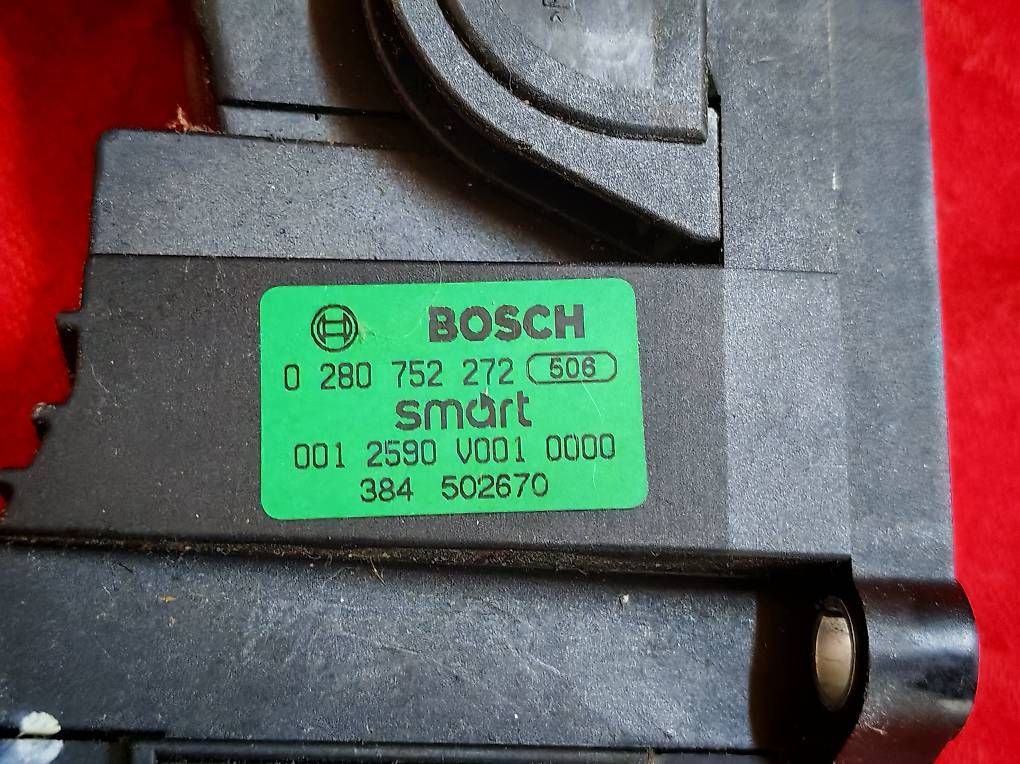 BOSCH
0 280 752 272 506
smart
001 2590 V001 0000
384 502670